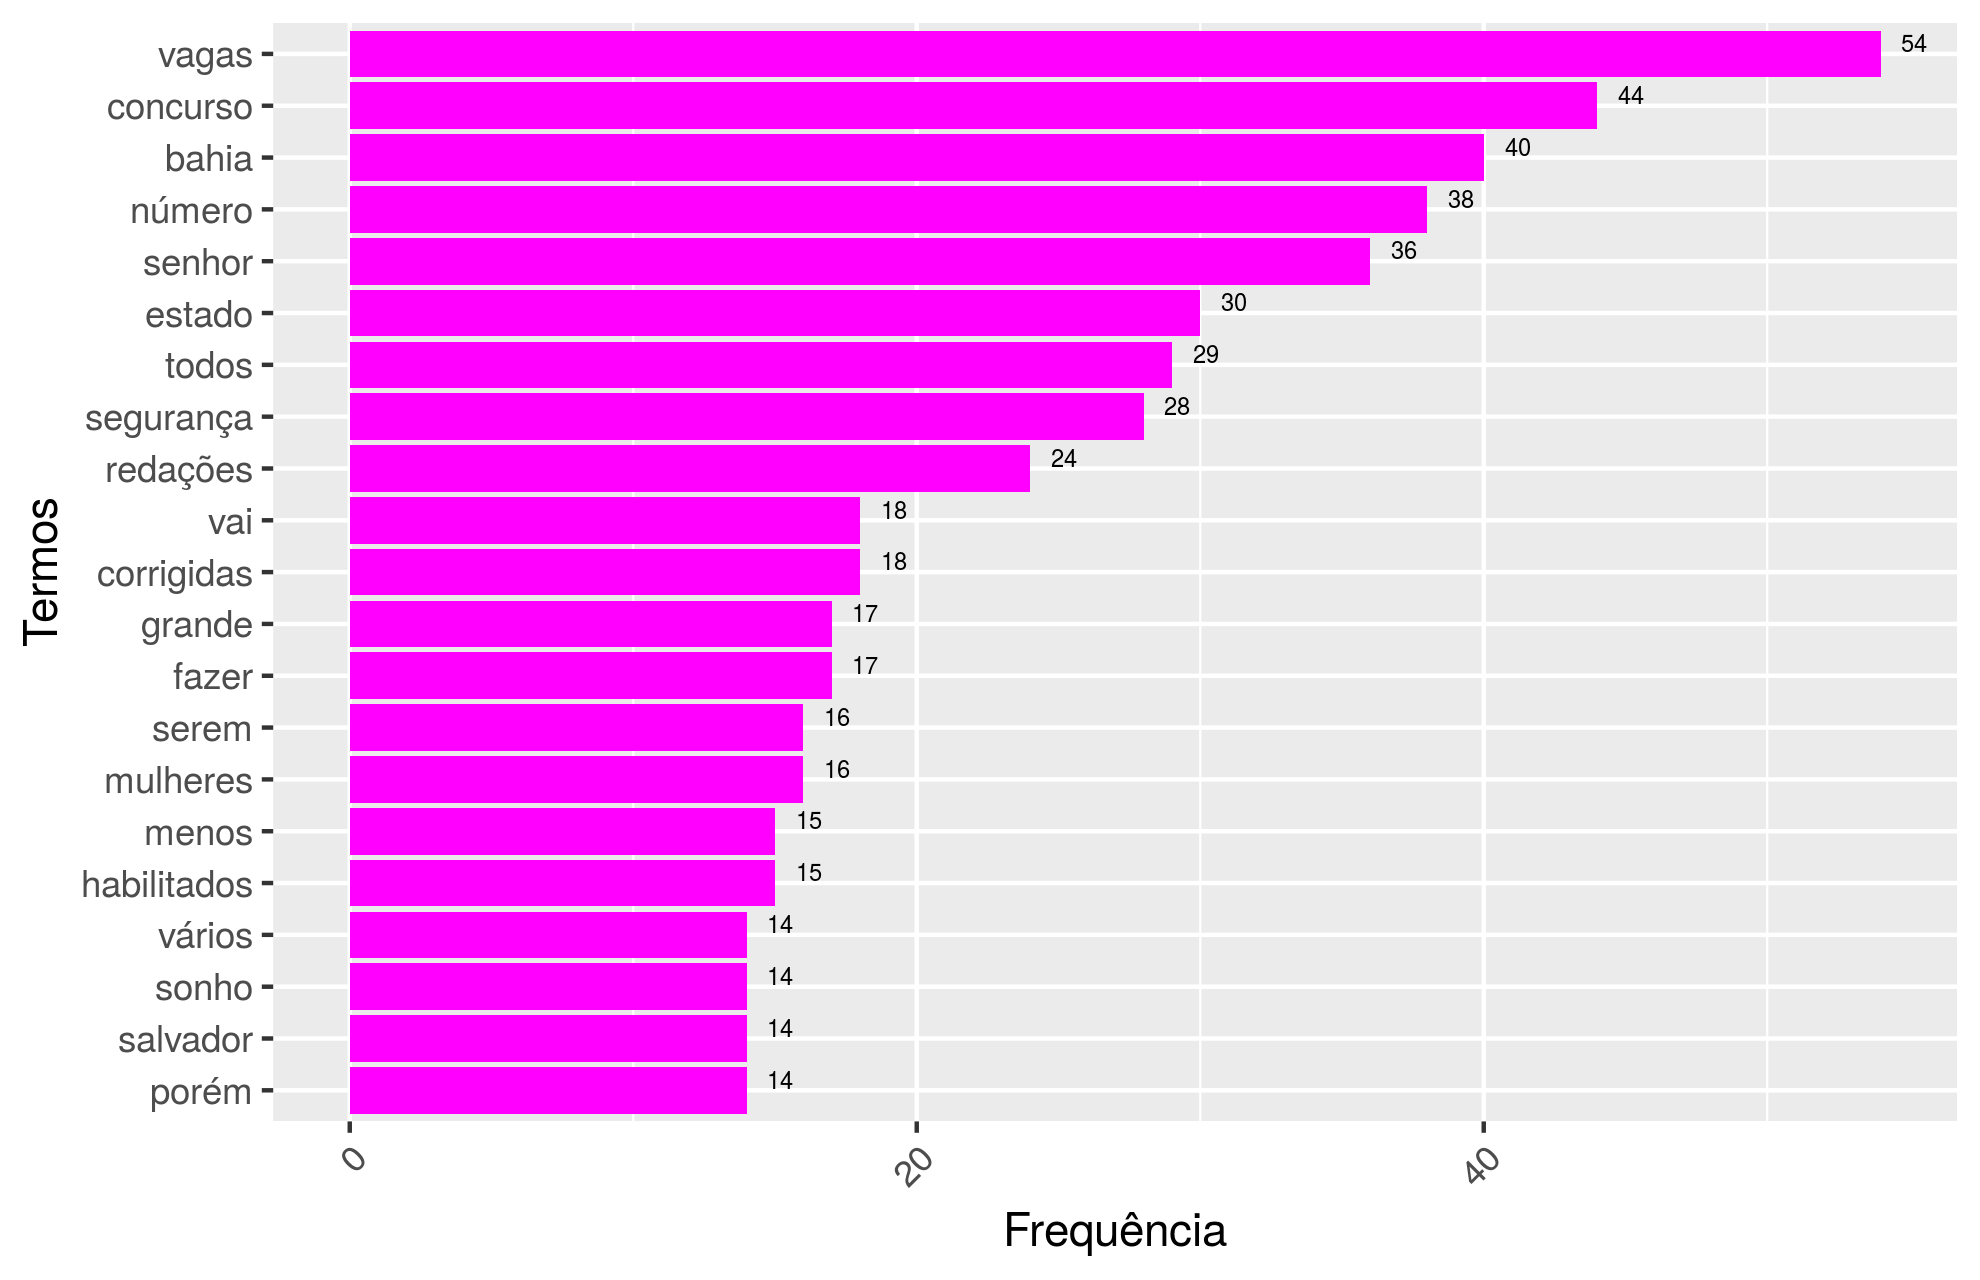 vagas 54
concurso 44
bahia 40
número 38
senhor 36
estado 30
todos 29
segurança 28
redações 24
vai 18
corrigidas 18
grande 17
fazer 17
serem 16
mulheres 16
menos 15
habilitados 15
vários 14
sonho 14
salvador 14
porém 14
Termos
0 20 40
Frequência